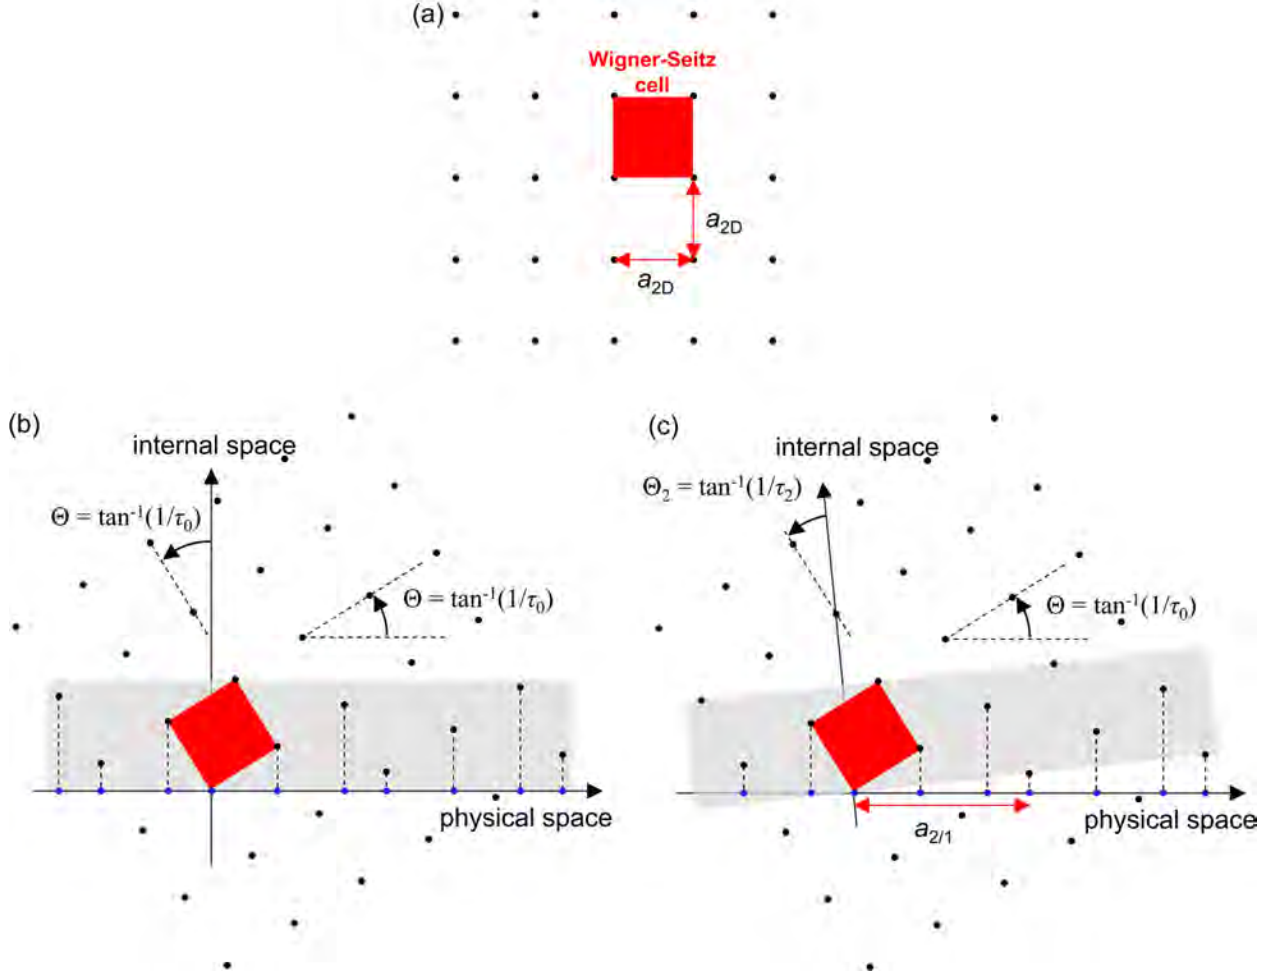 (a)
Wigner-Seitz
cell
a2D
a2D
(b)
internal space
Θ = tan⁻¹(1/τ0)
Θ = tan⁻¹(1/τ0)
physical space
(c)
internal space
Θ2 = tan⁻¹(1/τ2)
Θ = tan⁻¹(1/τ0)
a2/1
physical space